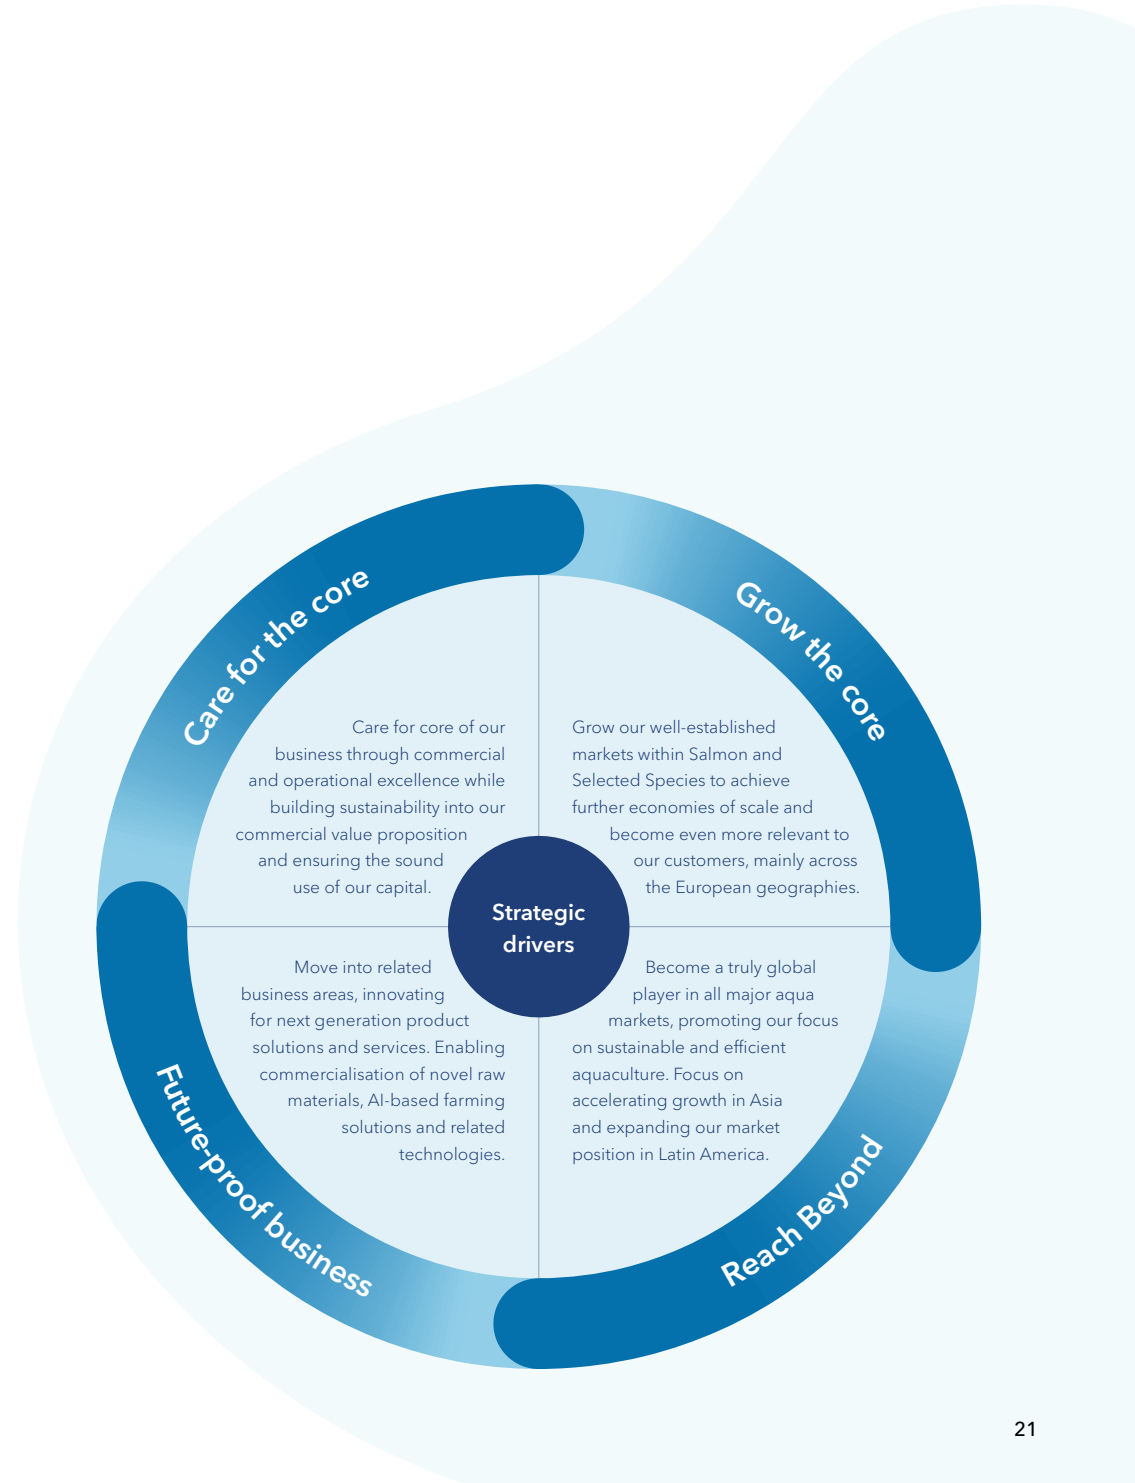 Care for the core
Care for core of our
business through commercial
and operational excellence while
building sustainability into our
commercial value proposition
and ensuring the sound
use of our capital.
Grow the core
Grow our well-established
markets within Salmon and
Selected Species to achieve
further economies of scale and
become even more relevant to
our customers, mainly across
the European geographies.
Strategic
drivers
Future-proof business
Move into related
business areas, innovating
for next generation product
solutions and services. Enabling
commercialisation of novel raw
materials, AI-based farming
solutions and related
technologies.
Reach Beyond
Become a truly global
player in all major aqua
markets, promoting our focus
on sustainable and efficient
aquaculture. Focus on
accelerating growth in Asia
and expanding our market
position in Latin America.
21